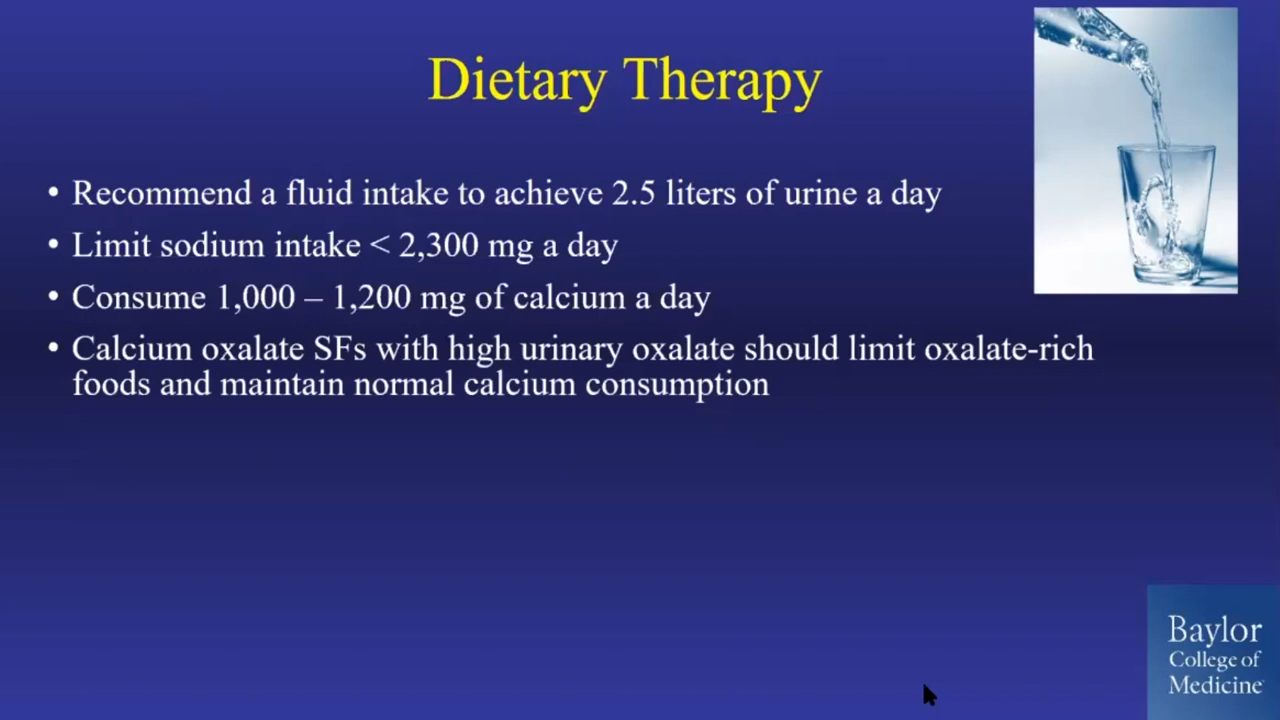 Dietary Therapy
• Recommend a fluid intake to achieve 2.5 liters of urine a day
• Limit sodium intake < 2,300 mg a day
• Consume 1,000 – 1,200 mg of calcium a day
• Calcium oxalate SFs with high urinary oxalate should limit oxalate-rich
foods and maintain normal calcium consumption
Baylor
College of
Medicine